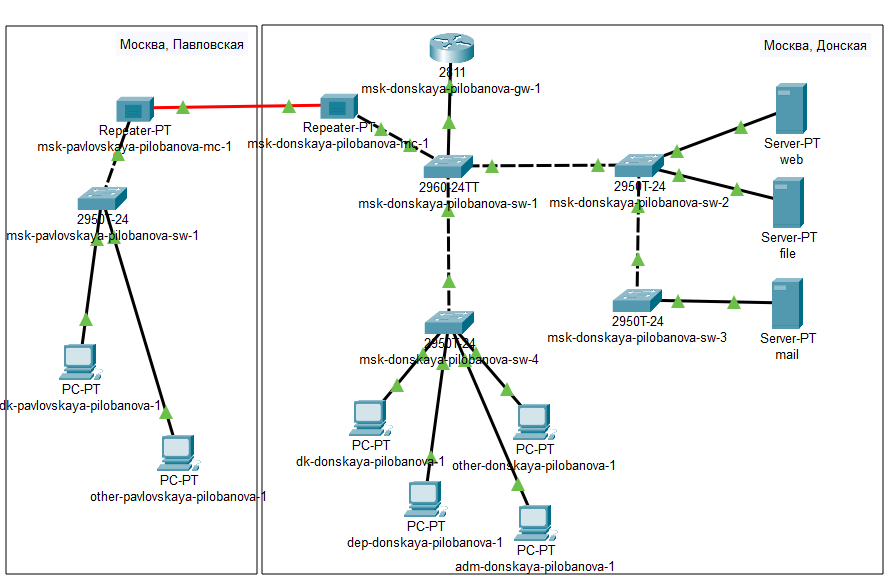 Москва, Павловская
Москва, Донская
2811
msk-donskaya-pilobanova-gw-1
Repeater-PT
msk-pavlovskaya-pilobanova-mc-1
Repeater-PT
msk-donskaya-pilobanova-mc-1
Server-PT
web
2960-24TT
msk-donskaya-pilobanova-sw-1
2950T-24
msk-donskaya-pilobanova-sw-2
2950T-24
msk-pavlovskaya-pilobanova-sw-1
Server-PT
file
2950T-24
msk-donskaya-pilobanova-sw-3
Server-PT
mail
2950T-24
msk-donskaya-pilobanova-sw-4
PC-PT
dk-pavlovskaya-pilobanova-1
PC-PT
dk-donskaya-pilobanova-1
PC-PT
other-donskaya-pilobanova-1
PC-PT
other-pavlovskaya-pilobanova-1
PC-PT
dep-donskaya-pilobanova-1
PC-PT
adm-donskaya-pilobanova-1